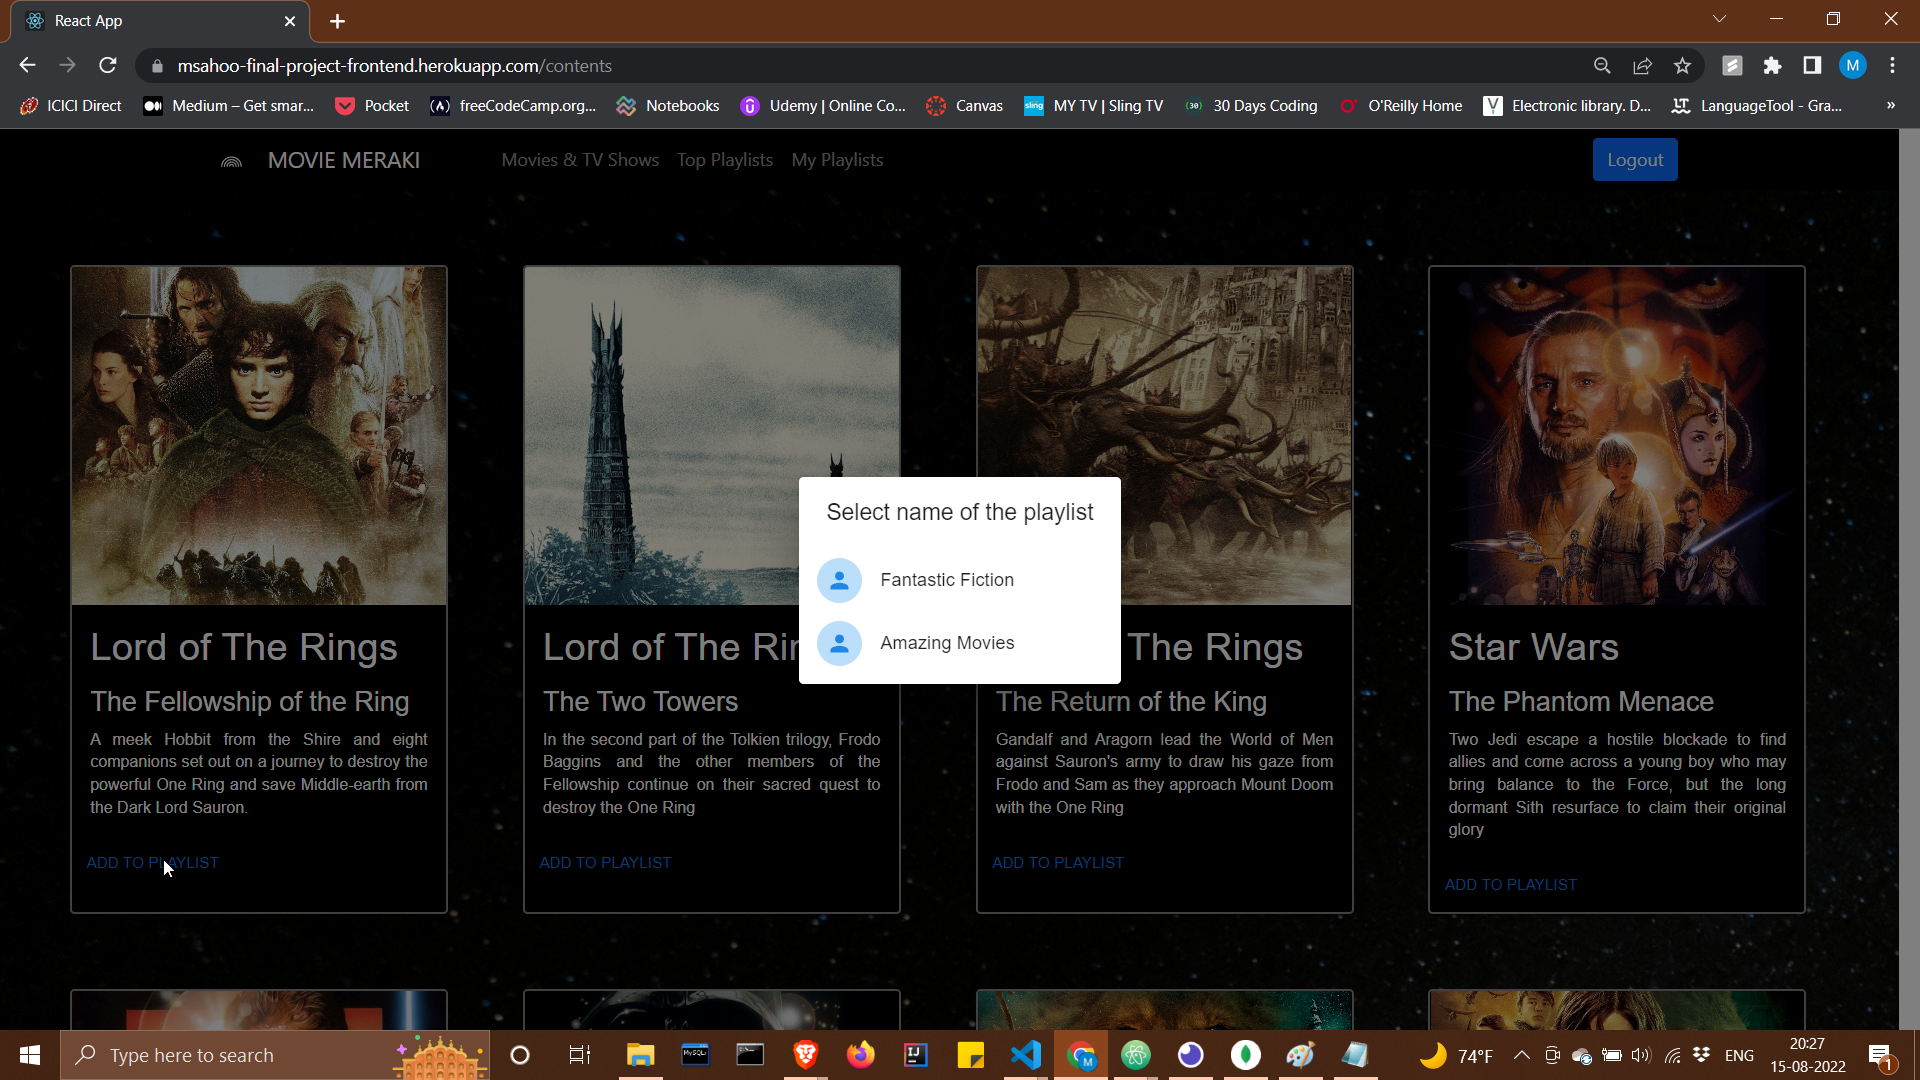 React App
msahoo-final-project-frontend.herokuapp.com/contents
M
ICICI Direct
Medium – Get smar...
Pocket
freeCodeCamp.org...
Notebooks
Udemy | Online Co...
Canvas
sling MY TV | Sling TV
{30} 30 Days Coding
O'Reilly Home
Electronic library. D...
LT LanguageTool - Gra...
»
MOVIE MERAKI
Movies & TV Shows
Top Playlists
My Playlists
Logout
Select name of the playlist
Fantastic Fiction
Amazing Movies
Lord of The Rings
The Fellowship of the Ring
A meek Hobbit from the Shire and eight
companions set out on a journey to destroy the
powerful One Ring and save Middle-earth from
the Dark Lord Sauron.
ADD TO PLAYLIST
Lord of The Rin
The Two Towers
In the second part of the Tolkien trilogy, Frodo
Baggins and the other members of the
Fellowship continue on their sacred quest to
destroy the One Ring
ADD TO PLAYLIST
The Rings
The Return of the King
Gandalf and Aragorn lead the World of Men
against Sauron's army to draw his gaze from
Frodo and Sam as they approach Mount Doom
with the One Ring
ADD TO PLAYLIST
Star Wars
The Phantom Menace
Two Jedi escape a hostile blockade to find
allies and come across a young boy who may
bring balance to the Force, but the long
dormant Sith resurface to claim their original
glory
ADD TO PLAYLIST
Type here to search
MySQL
IJ
M
74°F
ENG
20:27
15-08-2022
1